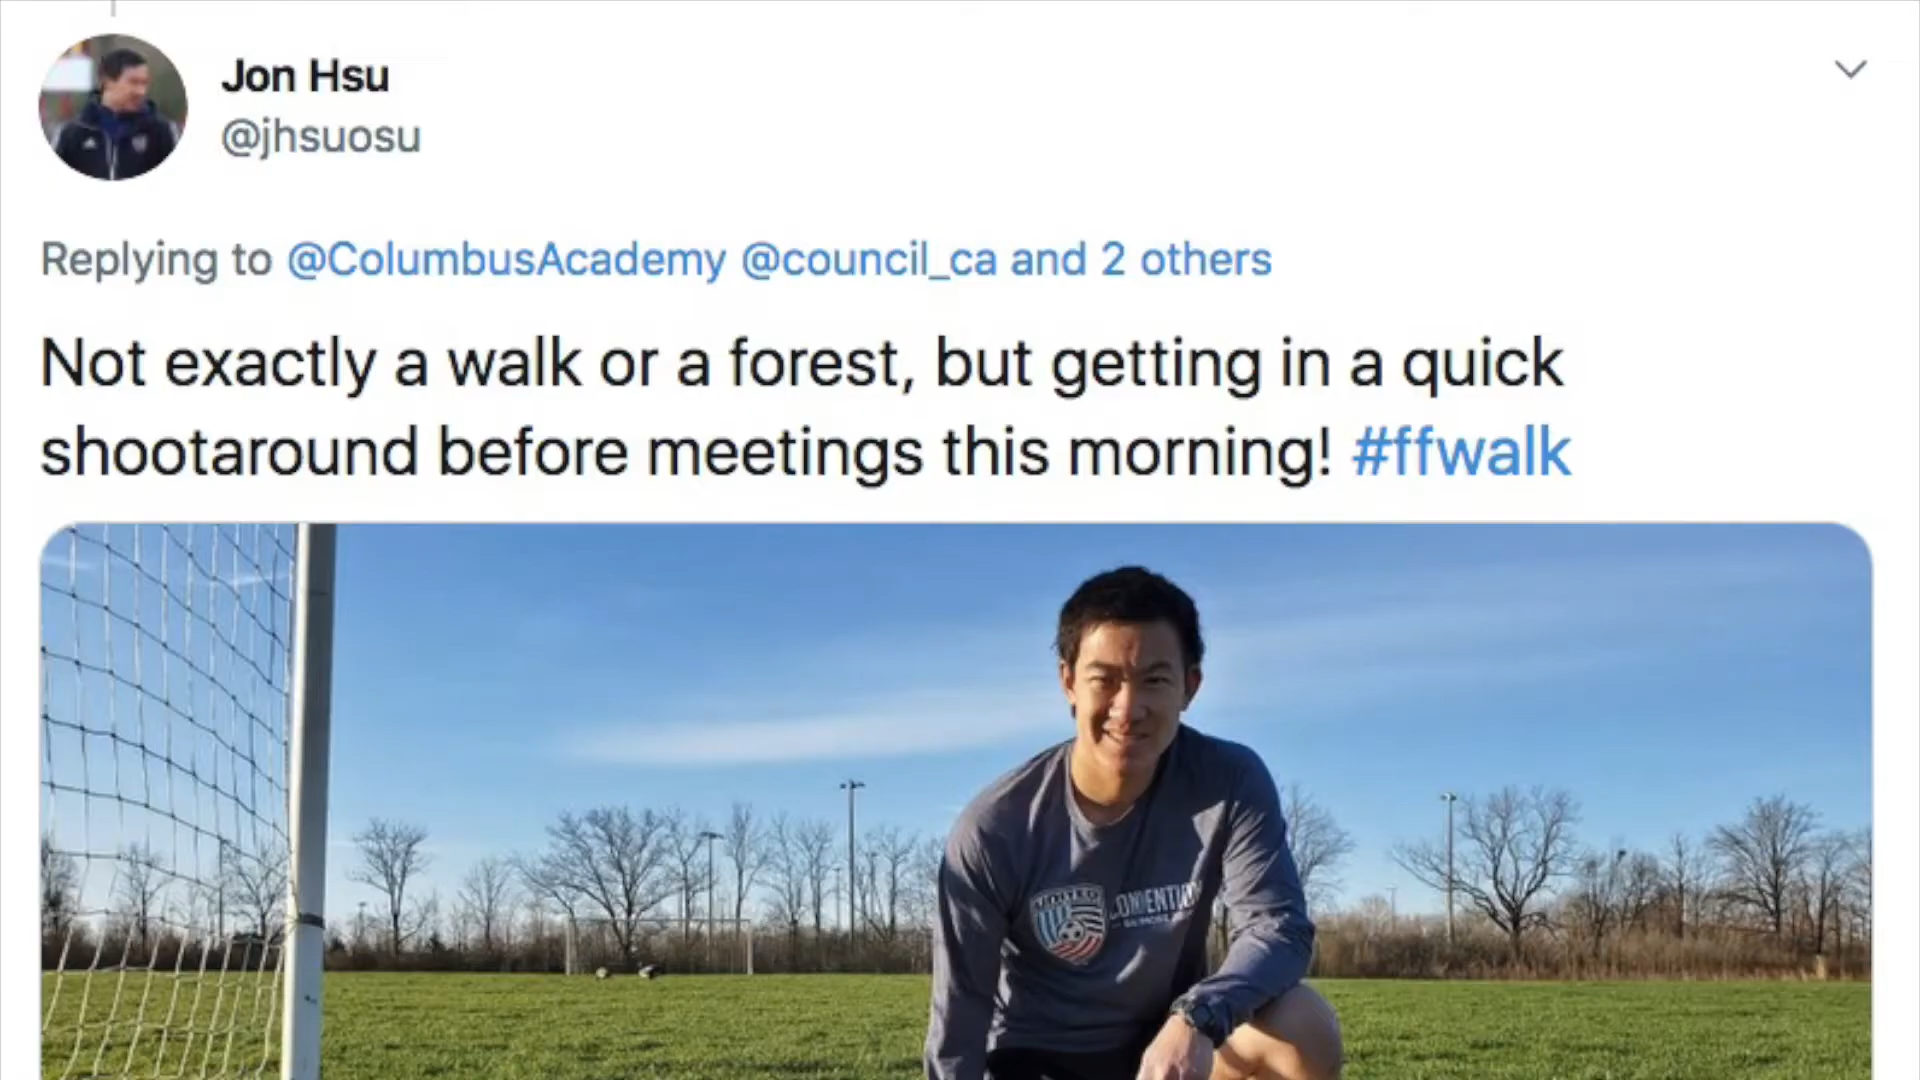 Jon Hsu
@jhsuosu
Replying to @ColumbusAcademy @council_ca and 2 others
Not exactly a walk or a forest, but getting in a quick
shootaround before meetings this morning! #ffwalk